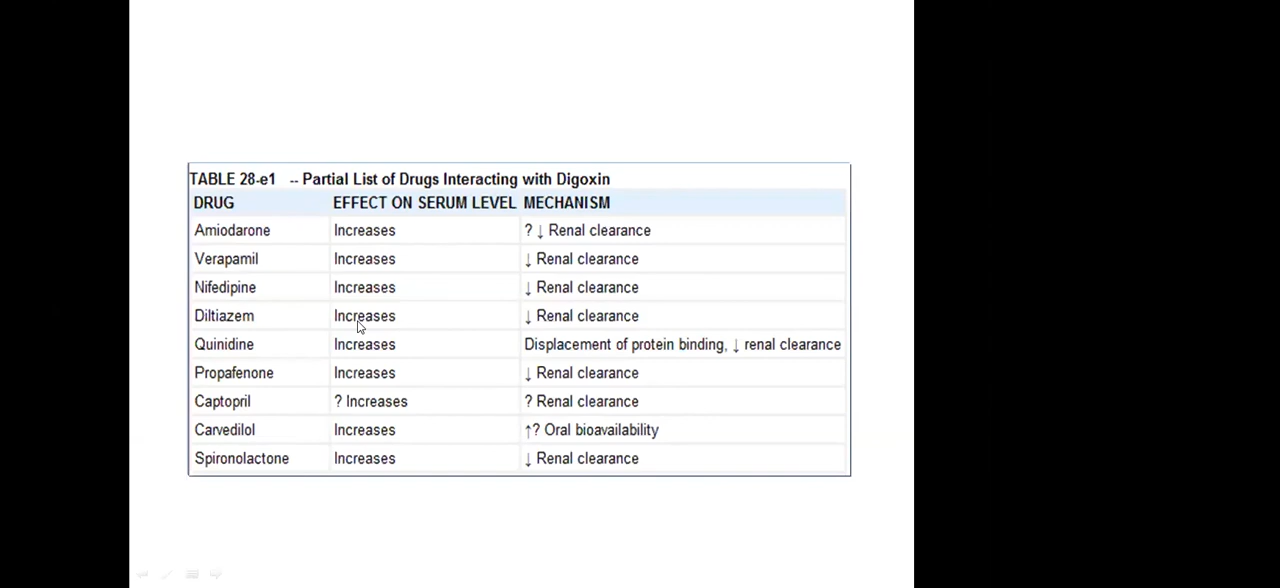 TABLE 28-e1 -- Partial List of Drugs Interacting with Digoxin
DRUG EFFECT ON SERUM LEVEL MECHANISM
Amiodarone Increases ? ↓ Renal clearance
Verapamil Increases ↓ Renal clearance
Nifedipine Increases ↓ Renal clearance
Diltiazem Increases ↓ Renal clearance
Quinidine Increases Displacement of protein binding, ↓ renal clearance
Propafenone Increases ↓ Renal clearance
Captopril ? Increases ? Renal clearance
Carvedilol Increases ↑? Oral bioavailability
Spironolactone Increases ↓ Renal clearance